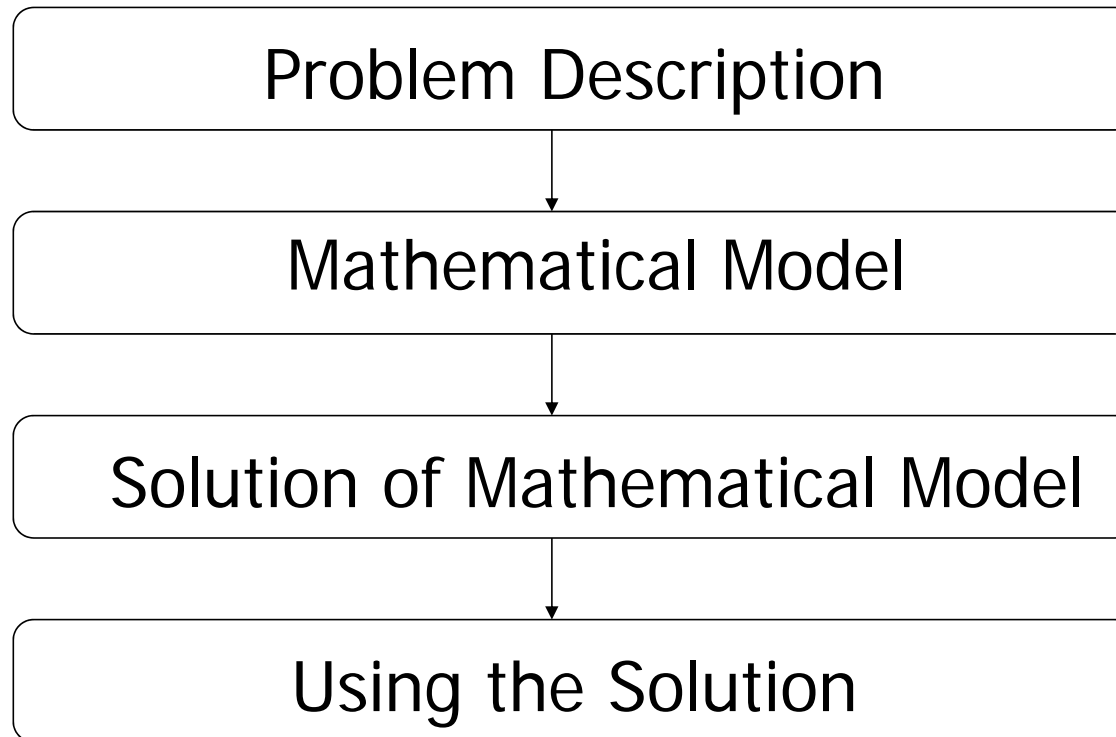 Problem Description
Mathematical Model
Solution of Mathematical Model
Using the Solution